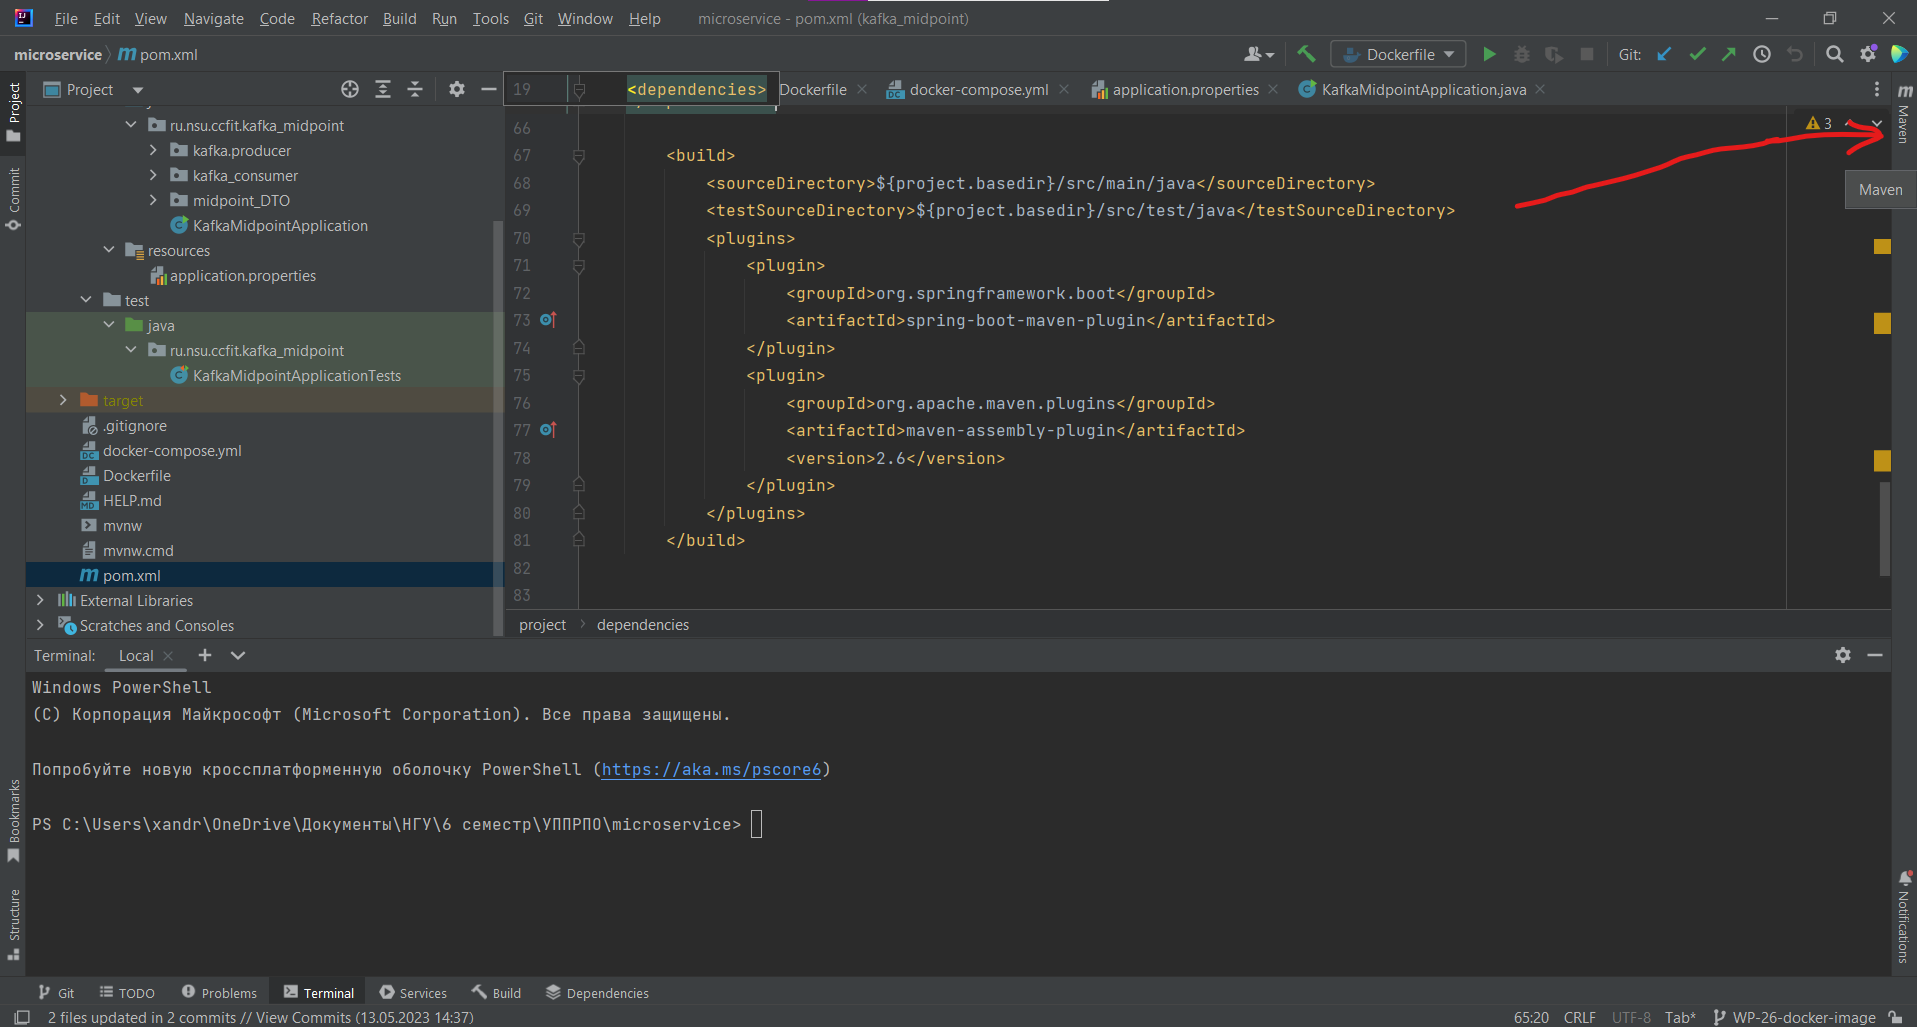 File Edit View Navigate Code Refactor Build Run Tools Git Window Help microservice - pom.xml (kafka_midpoint)
microservice m pom.xml Dockerfile Git:
Project
19 <dependencies> Dockerfile docker-compose.yml application.properties KafkaMidpointApplication.java
ru.nsu.ccfit.kafka_midpoint
kafka.producer
kafka_consumer
midpoint_DTO
KafkaMidpointApplication
resources
application.properties
test
java
ru.nsu.ccfit.kafka_midpoint
KafkaMidpointApplicationTests
target
.gitignore
docker-compose.yml
Dockerfile
HELP.md
mvnw
mvnw.cmd
m pom.xml
External Libraries
Scratches and Consoles
3
66
67 <build>
68 <sourceDirectory>${project.basedir}/src/main/java</sourceDirectory>
69 <testSourceDirectory>${project.basedir}/src/test/java</testSourceDirectory>
70 <plugins>
71 <plugin>
72 <groupId>org.springframework.boot</groupId>
73 <artifactId>spring-boot-maven-plugin</artifactId>
74 </plugin>
75 <plugin>
76 <groupId>org.apache.maven.plugins</groupId>
77 <artifactId>maven-assembly-plugin</artifactId>
78 <version>2.6</version>
79 </plugin>
80 </plugins>
81 </build>
82
83
project dependencies
Project
Commit
Bookmarks
Structure
m Maven
Maven
Notifications
Terminal: Local
Windows PowerShell
(C) Корпорация Майкрософт (Microsoft Corporation). Все права защищены.
Попробуйте новую кроссплатформенную оболочку PowerShell (https://aka.ms/pscore6)
PS C:\Users\xandr\OneDrive\Документы\НГУ\6 семестр\УППРПО\microservice>
Git TODO Problems Terminal Services Build Dependencies
2 files updated in 2 commits // View Commits (13.05.2023 14:37) 65:20 CRLF UTF-8 Tab* WP-26-docker-image